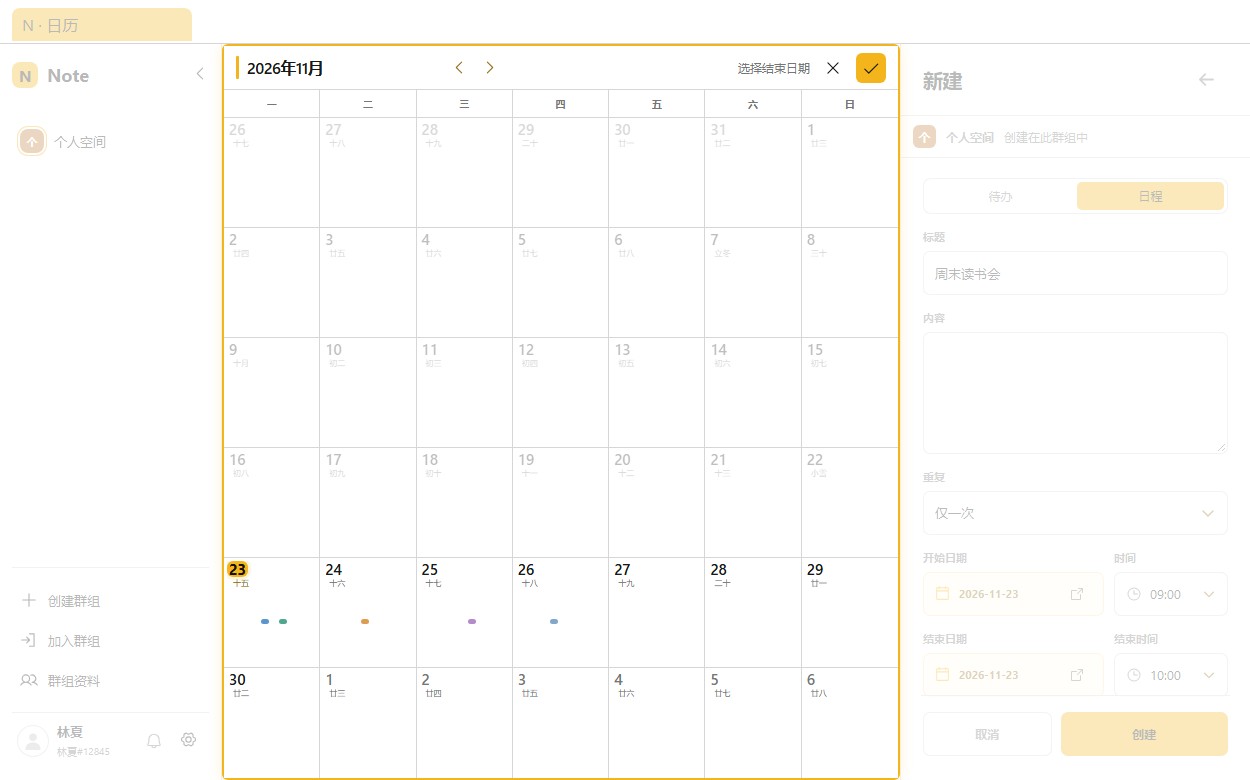 N · 日历
N Note
个人空间
创建群组
加入群组
群组资料
林夏
林夏#12845
2026年11月
选择结束日期
一 二 三 四 五 六 日
26 27 28 29 30 31 1
十七 十八 十九 二十 廿一 廿二 廿三
2 3 4 5 6 7 8
廿四 廿五 廿六 廿七 廿八 立冬 三十
9 10 11 12 13 14 15
十月 初二 初三 初四 初五 初六 初七
16 17 18 19 20 21 22
初八 初九 初十 十一 十二 十三 小雪
23 24 25 26 27 28 29
十五 十六 十七 十八 十九 二十 廿一
30 1 2 3 4 5 6
廿二 廿三 廿四 廿五 廿六 廿七 廿八
新建
个人空间 创建在此群组中
待办 日程
标题
周末读书会
内容
重复
仅一次
开始日期 时间
2026-11-23 09:00
结束日期 结束时间
2026-11-23 10:00
取消 创建